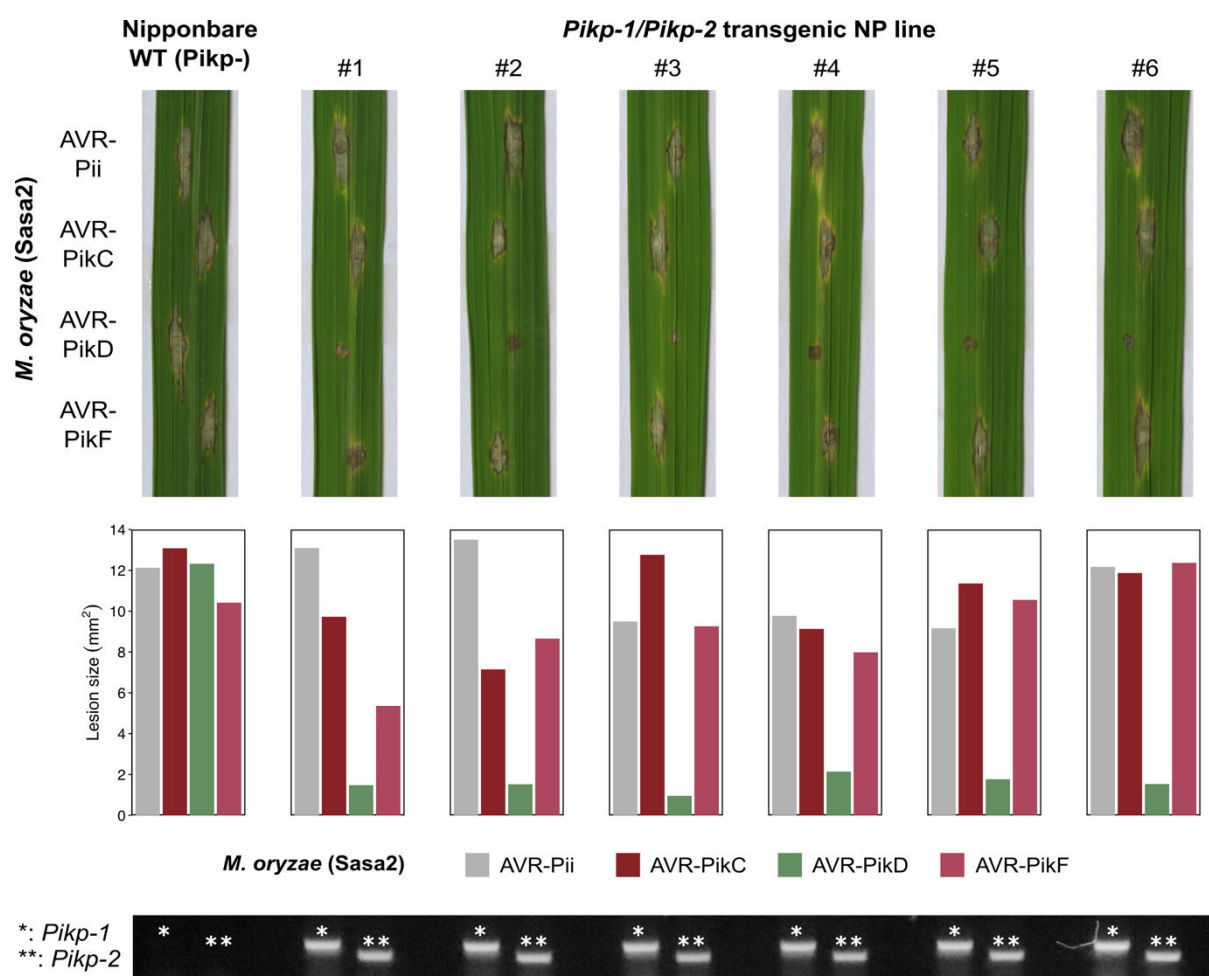 Nipponbare
WT (Pikp-)
Pikp-1/Pikp-2 transgenic NP line
#1 #2 #3 #4 #5 #6
M. oryzae (Sasa2)
AVR-
Pii
AVR-
PikC
AVR-
PikD
AVR-
PikF
Lesion size (mm²)
14
12
10
8
6
4
2
0
M. oryzae (Sasa2) AVR-Pii AVR-PikC AVR-PikD AVR-PikF
*: Pikp-1
**: Pikp-2
* ** * ** * ** * ** * ** * ** * **